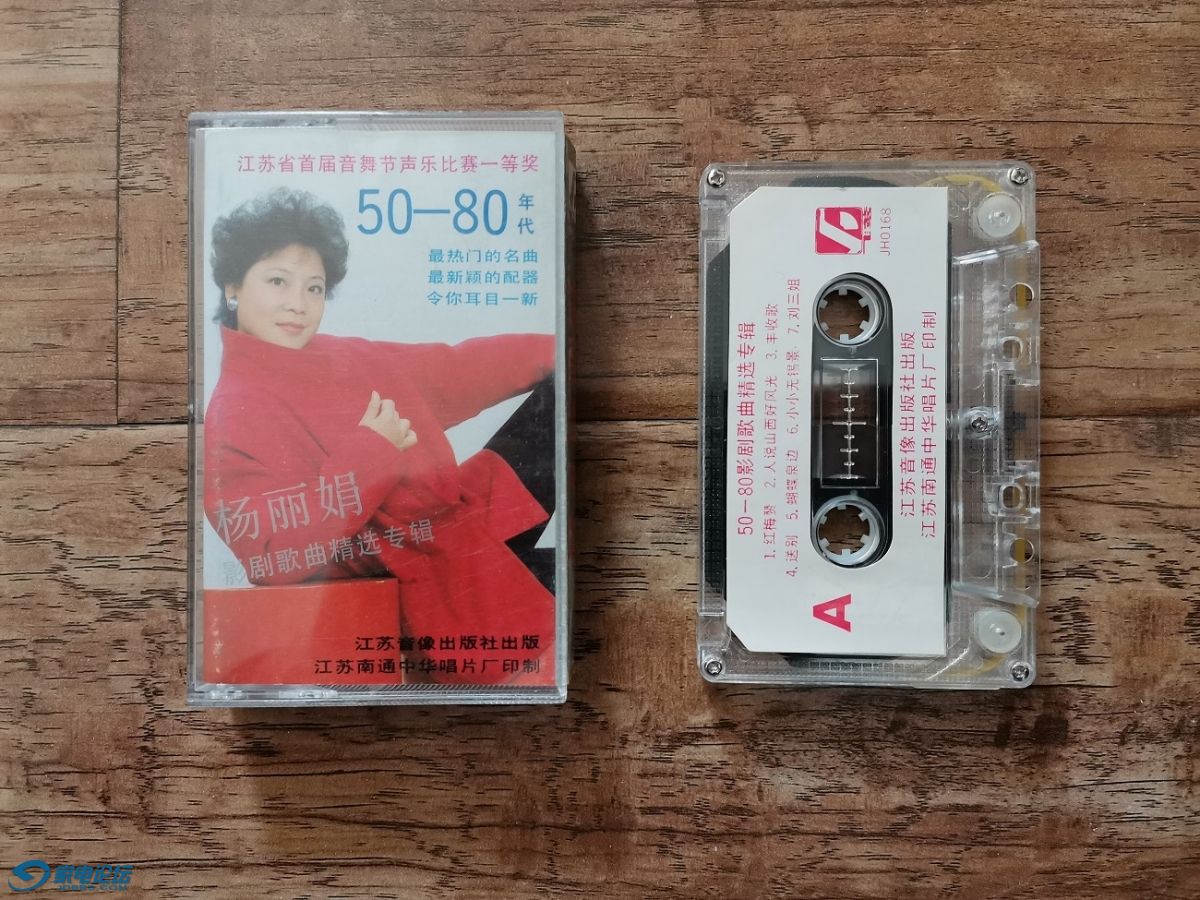 江苏省首届音舞节声乐比赛一等奖
50—80年代
最热门的名曲
最新颖的配器
令你耳目一新
杨丽娟
影剧歌曲精选专辑
江苏音像出版社出版
江苏南通中华唱片厂印制
50—80影剧歌曲精选专辑
1. 红梅赞 2. 人说山西好风光 3. 丰收歌
4. 送别 5. 蝴蝶泉边 6. 小小无锡景· 7. 刘三姐
A
JH0168
江苏音像出版社出版
江苏南通中华唱片厂印制
家电论坛
JDBBS.COM